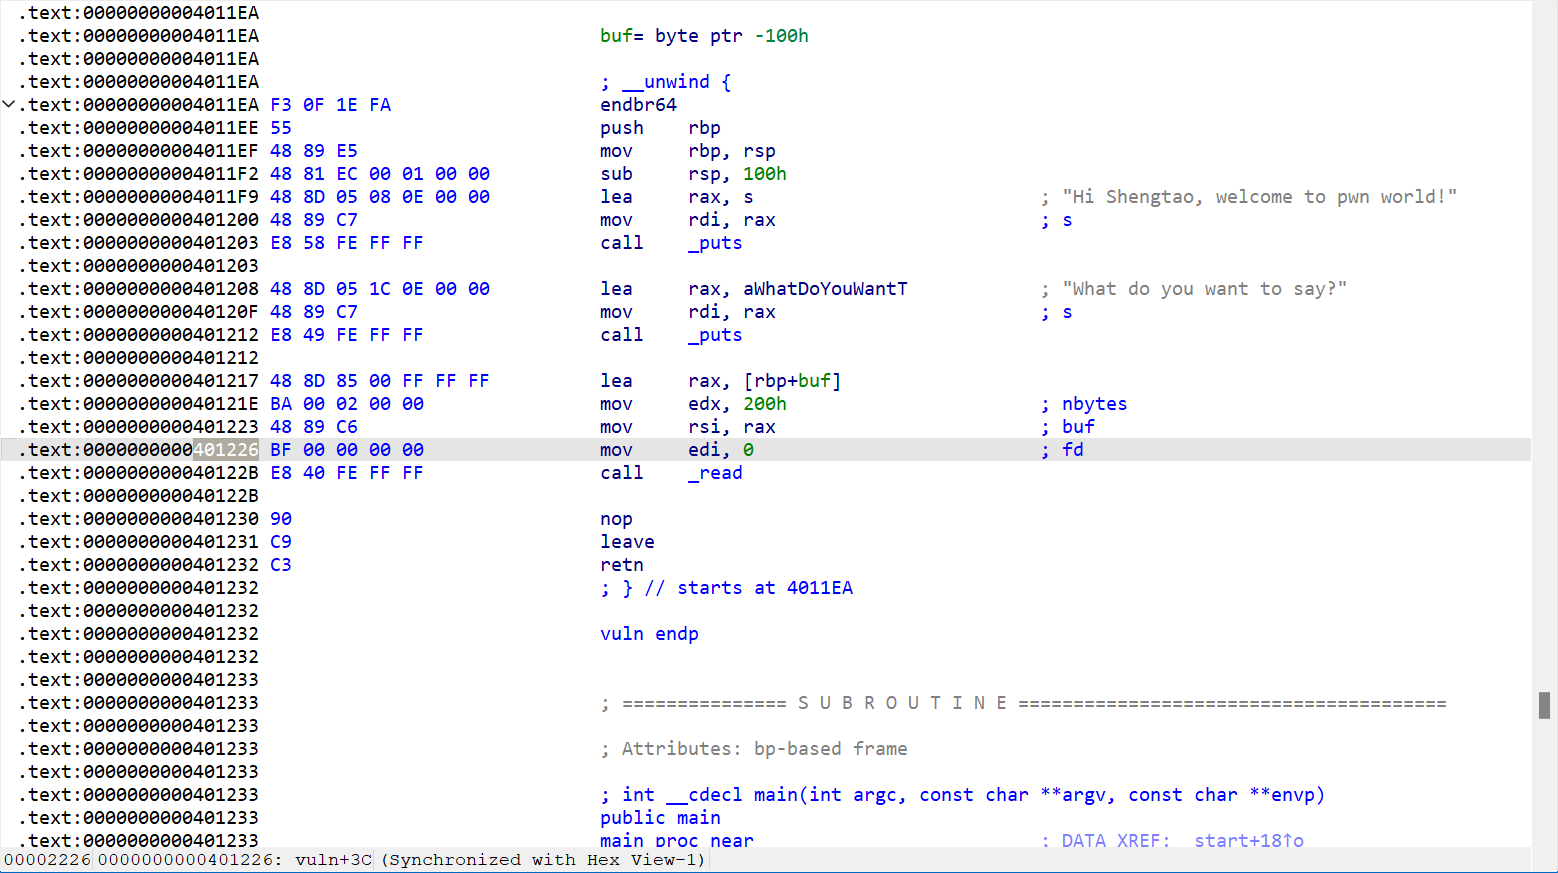 .text:00000000004011EA
.text:00000000004011EA buf= byte ptr -100h
.text:00000000004011EA
.text:00000000004011EA ; __unwind {
.text:00000000004011EA F3 0F 1E FA endbr64
.text:00000000004011EE 55 push rbp
.text:00000000004011EF 48 89 E5 mov rbp, rsp
.text:00000000004011F2 48 81 EC 00 01 00 00 sub rsp, 100h
.text:00000000004011F9 48 8D 05 08 0E 00 00 lea rax, s ; "Hi Shengtao, welcome to pwn world!"
.text:0000000000401200 48 89 C7 mov rdi, rax ; s
.text:0000000000401203 E8 58 FE FF FF call _puts
.text:0000000000401203
.text:0000000000401208 48 8D 05 1C 0E 00 00 lea rax, aWhatDoYouWantT ; "What do you want to say?"
.text:000000000040120F 48 89 C7 mov rdi, rax ; s
.text:0000000000401212 E8 49 FE FF FF call _puts
.text:0000000000401212
.text:0000000000401217 48 8D 85 00 FF FF FF lea rax, [rbp+buf]
.text:000000000040121E BA 00 02 00 00 mov edx, 200h ; nbytes
.text:0000000000401223 48 89 C6 mov rsi, rax ; buf
.text:0000000000401226 BF 00 00 00 00 mov edi, 0 ; fd
.text:000000000040122B E8 40 FE FF FF call _read
.text:000000000040122B
.text:0000000000401230 90 nop
.text:0000000000401231 C9 leave
.text:0000000000401232 C3 retn
.text:0000000000401232 ; } // starts at 4011EA
.text:0000000000401232
.text:0000000000401232 vuln endp
.text:0000000000401232
.text:0000000000401233
.text:0000000000401233 ; =============== S U B R O U T I N E =======================================
.text:0000000000401233
.text:0000000000401233 ; Attributes: bp-based frame
.text:0000000000401233
.text:0000000000401233 ; int __cdecl main(int argc, const char **argv, const char **envp)
.text:0000000000401233 public main
.text:0000000000401233 main proc near ; DATA XREF: _start+18↑o
00002226 0000000000401226: vuln+3C (Synchronized with Hex View-1)